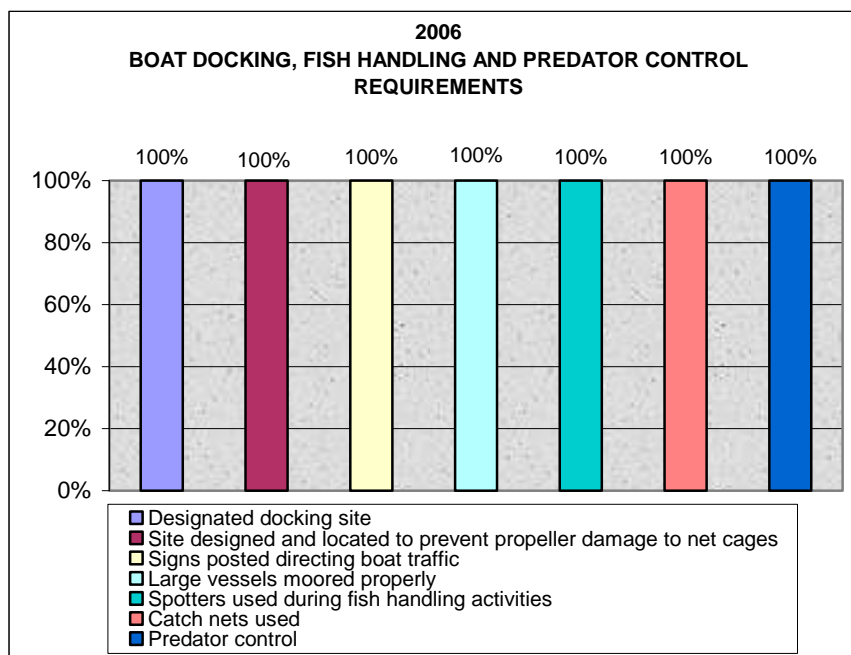 2006
BOAT DOCKING, FISH HANDLING AND PREDATOR CONTROL
REQUIREMENTS
100% 100% 100% 100% 100% 100% 100%
100%
80%
60%
40%
20%
0%
Designated docking site
Site designed and located to prevent propeller damage to net cages
Signs posted directing boat traffic
Large vessels moored properly
Spotters used during fish handling activities
Catch nets used
Predator control